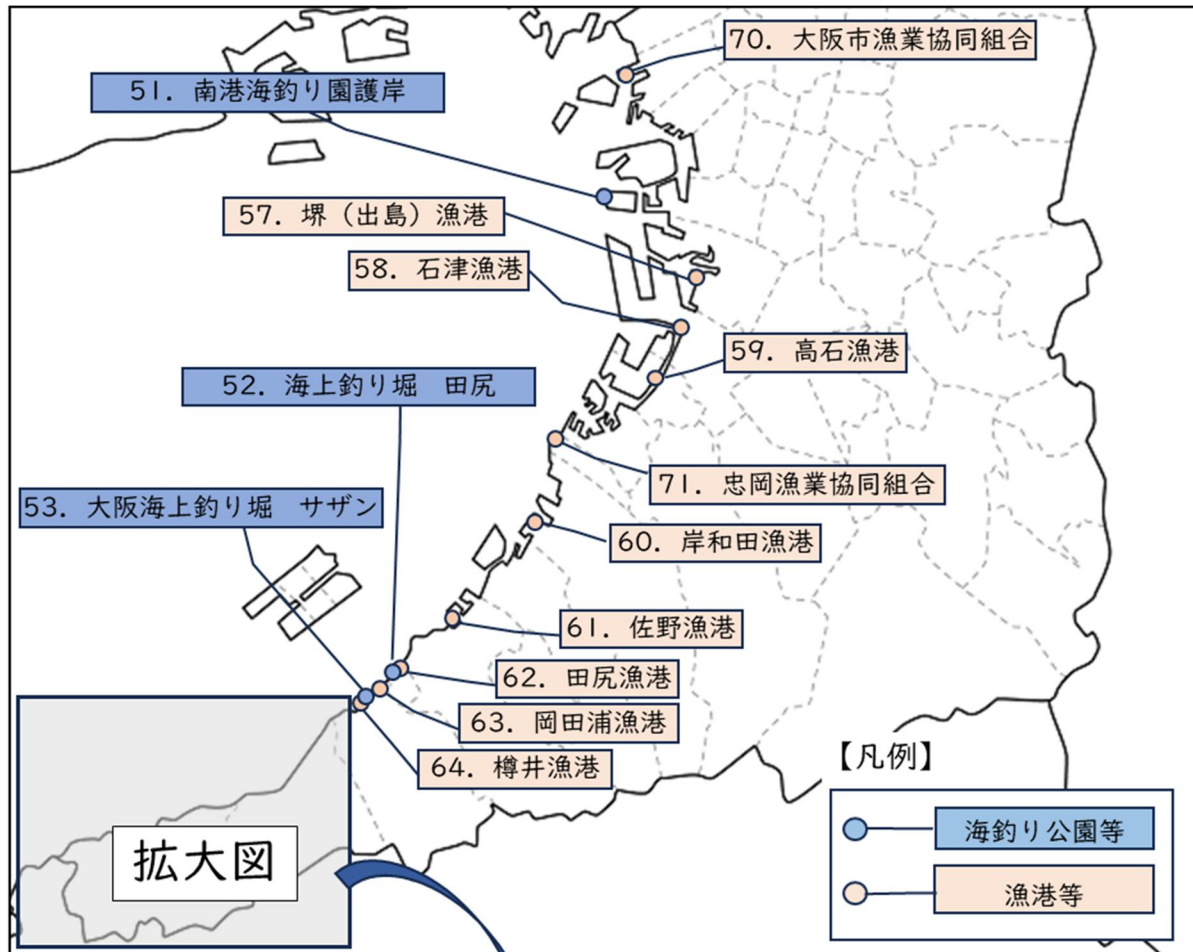 70. 大阪市漁業協同組合
51. 南港海釣り園護岸
57. 堺（出島）漁港
58. 石津漁港
59. 高石漁港
52. 海上釣り堀　田尻
71. 忠岡漁業協同組合
53. 大阪海上釣り堀　サザン
60. 岸和田漁港
61. 佐野漁港
62. 田尻漁港
63. 岡田浦漁港
64. 樽井漁港
拡大図
【凡例】
海釣り公園等
漁港等